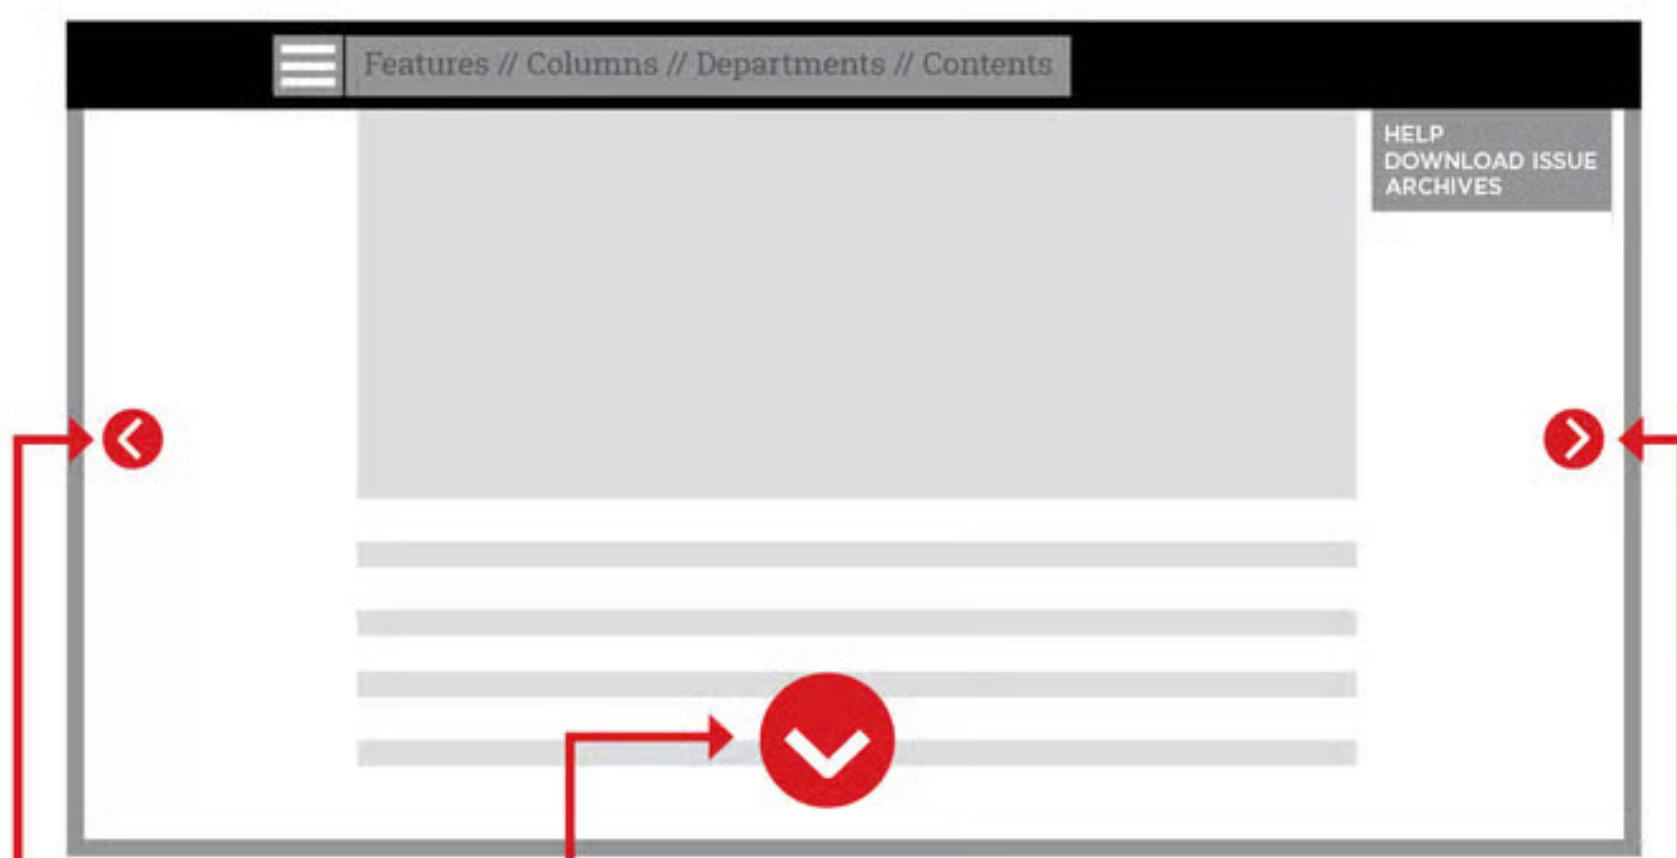 Features // Columns // Departments // Contents
HELP
DOWNLOAD ISSUE
ARCHIVES